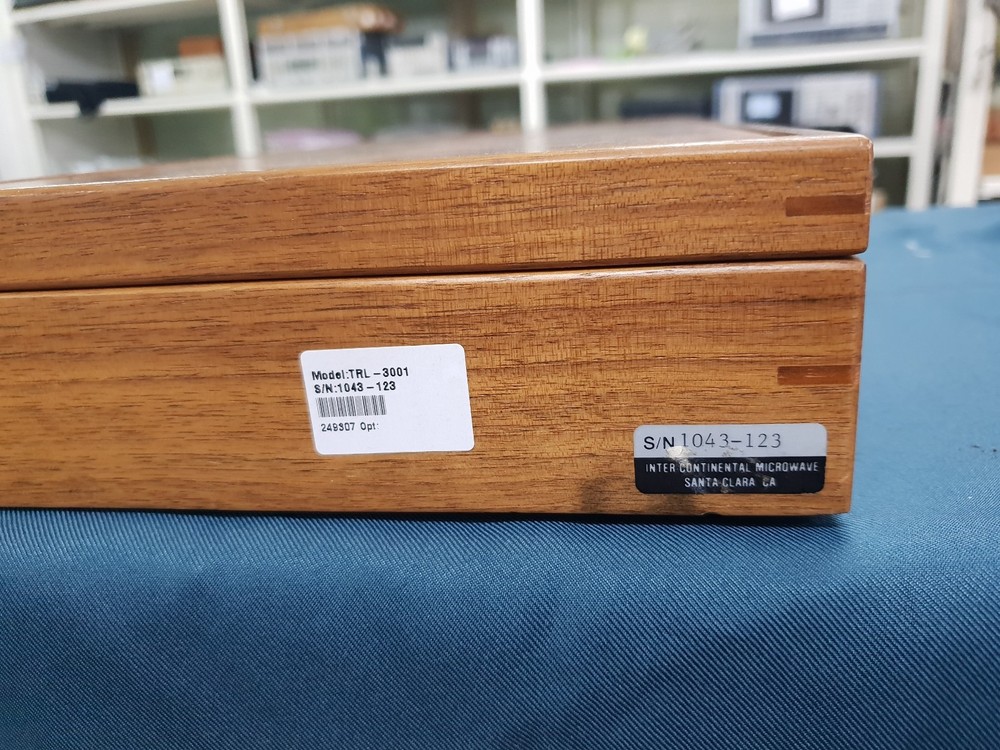 Model:TRL-3001
S/N:1043-123
249307 Opt:
S/N 1043-123
INTER CONTINENTAL MICROWAVE
SANTA CLARA CA